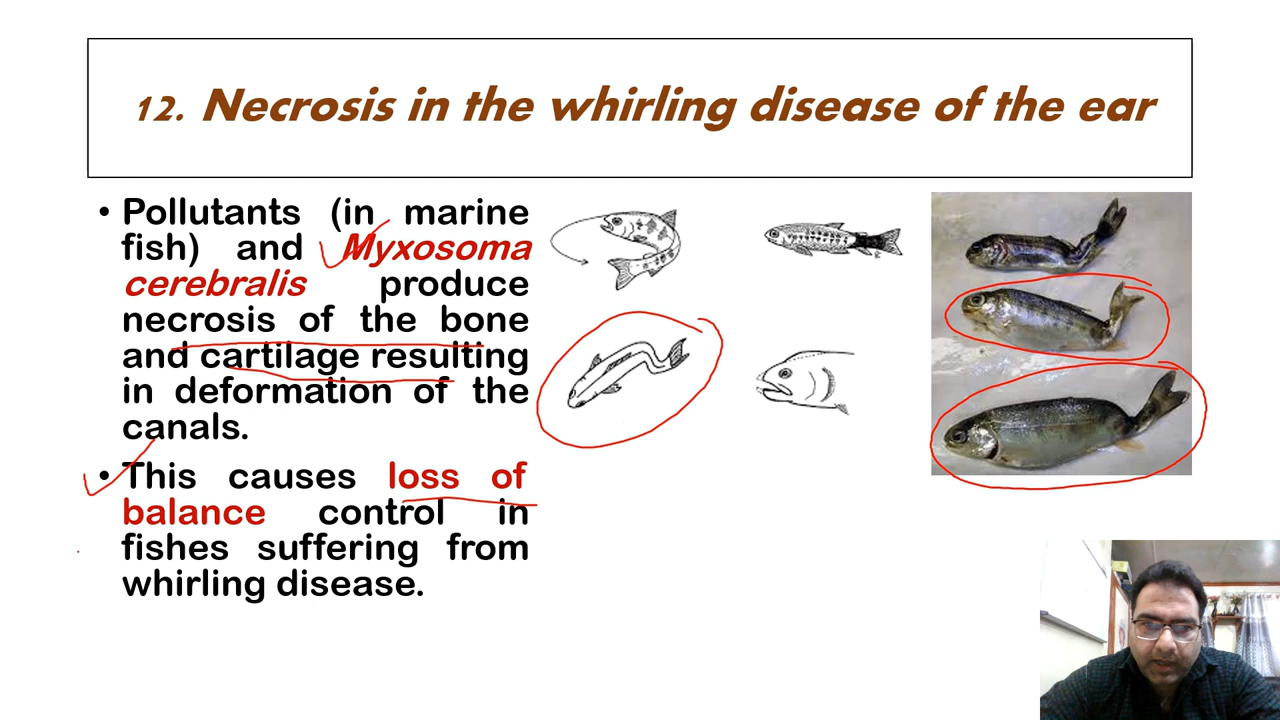 12. Necrosis in the whirling disease of the ear
• Pollutants (in marine
fish) and Myxosoma
cerebralis produce
necrosis of the bone
and cartilage resulting
in deformation of the
canals.
• This causes loss of
balance control in
fishes suffering from
whirling disease.